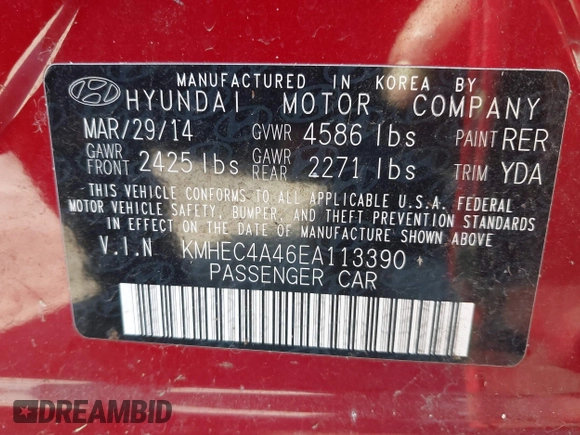 MANUFACTURED IN KOREA BY
HYUNDAI MOTOR COMPANY
MAR/29/14 GVWR 4586 lbs PAINT RER
GAWR FRONT 2425 lbs GAWR REAR 2271 lbs TRIM YDA
THIS VEHICLE CONFORMS TO ALL APPLICABLE U.S.A. FEDERAL
MOTOR VEHICLE SAFETY, BUMPER, AND THEFT PREVENTION STANDARDS
IN EFFECT ON THE DATE OF MANUFACTURE SHOWN ABOVE
V.I.N KMHEC4A46EA113390
PASSENGER CAR
DREAMBID